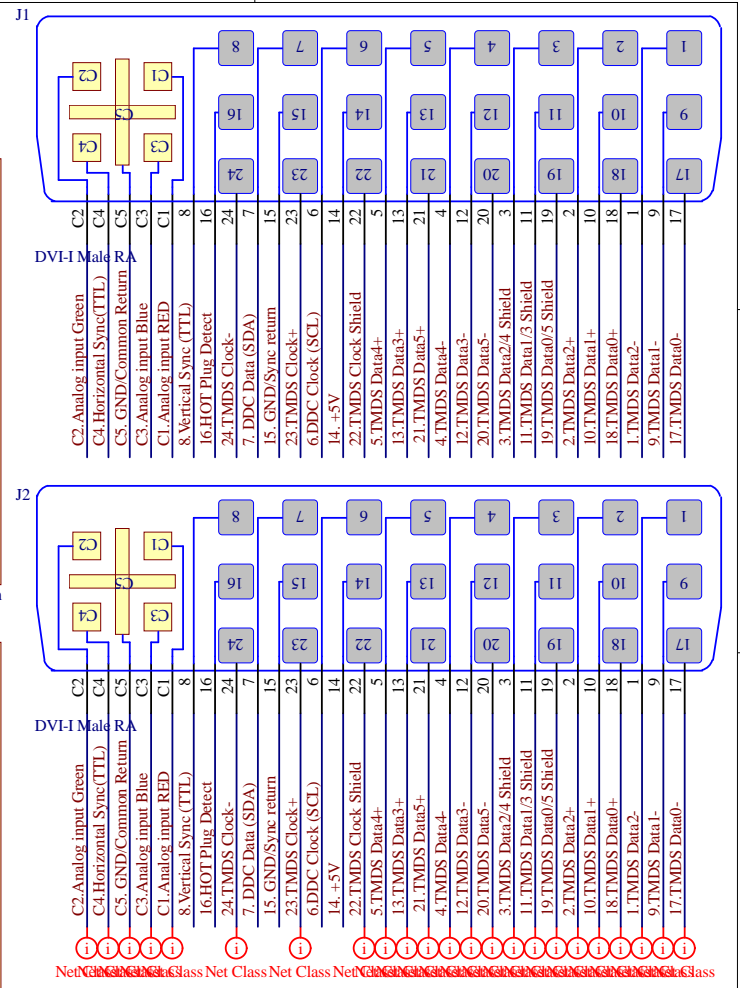 J1
8 7 6 5 4 3 2 1
C2 C1
16 15 14 13 12 11 10 9
C5
C4 C3
24 23 22 21 20 19 18 17
C2 C4 C5 C3 C1 8 16 24 7 15 23 6 14 22 5 13 21 4 12 20 3 11 19 2 10 18 1 9 17
DVI-I Male RA
C2.Analog input Green
C4.Horizontal Sync(TTL)
C5. GND/Common Return
C3.Analog input Blue
C1.Analog input RED
8.Vertical Sync (TTL)
16.HOT Plug Detect
24.TMDS Clock-
7. DDC Data (SDA)
15. GND/Sync return
23.TMDS Clock+
6.DDC Clock (SCL)
14. +5V
22.TMDS Clock Shield
5.TMDS Data4+
13.TMDS Data3+
21.TMDS Data5+
4.TMDS Data4-
12.TMDS Data3-
20.TMDS Data5-
3.TMDS Data2/4 Shield
11.TMDS Data1/3 Shield
19.TMDS Data0/5 Shield
2.TMDS Data2+
10.TMDS Data1+
18.TMDS Data0+
1.TMDS Data2-
9.TMDS Data1-
17.TMDS Data0-
J2
8 7 6 5 4 3 2 1
C2 C1
16 15 14 13 12 11 10 9
C5
C4 C3
24 23 22 21 20 19 18 17
C2 C4 C5 C3 C1 8 16 24 7 15 23 6 14 22 5 13 21 4 12 20 3 11 19 2 10 18 1 9 17
DVI-I Male RA
C2.Analog input Green
C4.Horizontal Sync(TTL)
C5. GND/Common Return
C3.Analog input Blue
C1.Analog input RED
8.Vertical Sync (TTL)
16.HOT Plug Detect
24.TMDS Clock-
7. DDC Data (SDA)
15. GND/Sync return
23.TMDS Clock+
6.DDC Clock (SCL)
14. +5V
22.TMDS Clock Shield
5.TMDS Data4+
13.TMDS Data3+
21.TMDS Data5+
4.TMDS Data4-
12.TMDS Data3-
20.TMDS Data5-
3.TMDS Data2/4 Shield
11.TMDS Data1/3 Shield
19.TMDS Data0/5 Shield
2.TMDS Data2+
10.TMDS Data1+
18.TMDS Data0+
1.TMDS Data2-
9.TMDS Data1-
17.TMDS Data0-
i i i i i i i i i i i i i i i i i i i i i i i
Net Class Net Class